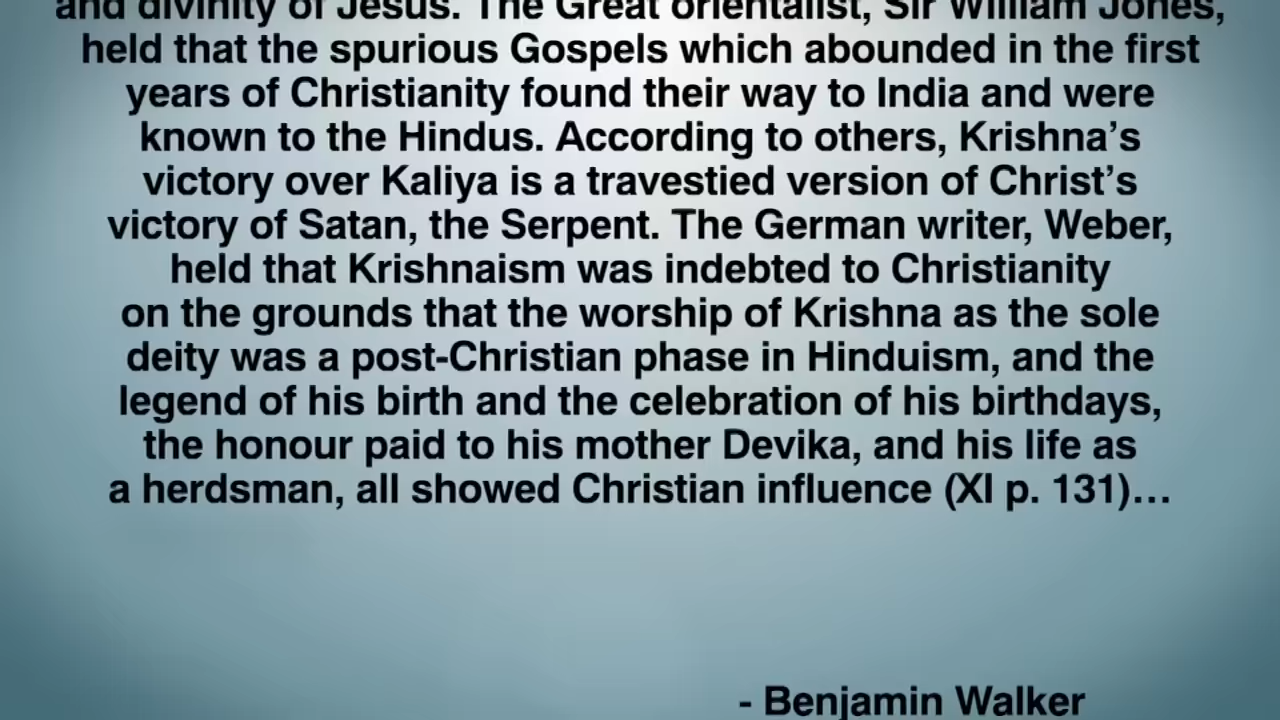 and divinity of Jesus. The Great orientalist, Sir William Jones,
held that the spurious Gospels which abounded in the first
years of Christianity found their way to India and were
known to the Hindus. According to others, Krishna’s
victory over Kaliya is a travestied version of Christ’s
victory of Satan, the Serpent. The German writer, Weber,
held that Krishnaism was indebted to Christianity
on the grounds that the worship of Krishna as the sole
deity was a post-Christian phase in Hinduism, and the
legend of his birth and the celebration of his birthdays,
the honour paid to his mother Devika, and his life as
a herdsman, all showed Christian influence (XI p. 131)…
- Benjamin Walker